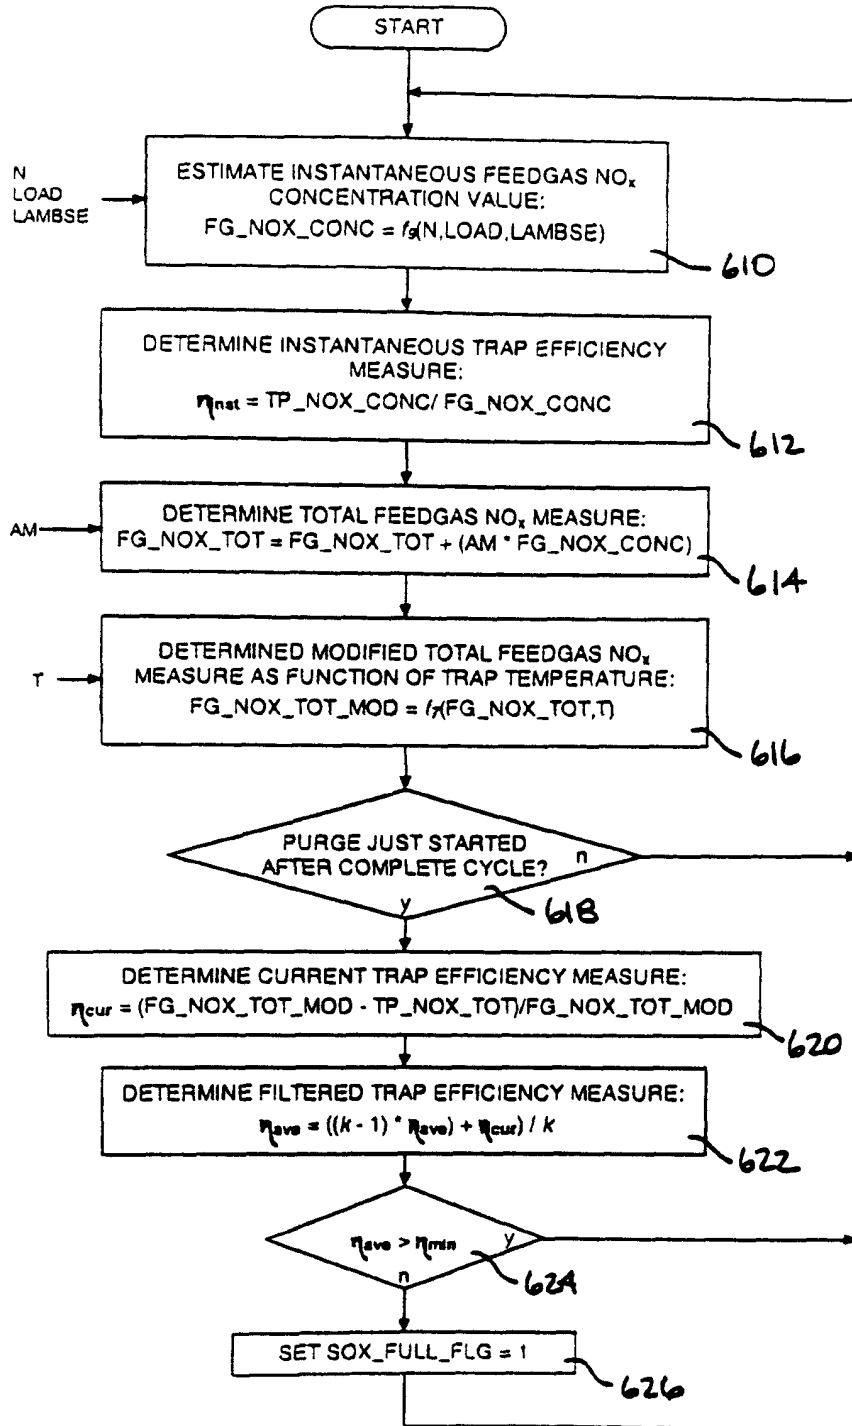 START
N
LOAD
LAMBSE
ESTIMATE INSTANTANEOUS FEEDGAS NOₓ
CONCENTRATION VALUE:
FG_NOX_CONC = f₉(N,LOAD,LAMBSE)
610
DETERMINE INSTANTANEOUS TRAP EFFICIENCY
MEASURE:
ηinst = TP_NOX_CONC/ FG_NOX_CONC
612
AM
DETERMINE TOTAL FEEDGAS NOₓ MEASURE:
FG_NOX_TOT = FG_NOX_TOT + (AM * FG_NOX_CONC)
614
T
DETERMINED MODIFIED TOTAL FEEDGAS NOₓ
MEASURE AS FUNCTION OF TRAP TEMPERATURE:
FG_NOX_TOT_MOD = f₇(FG_NOX_TOT,T)
616
PURGE JUST STARTED
AFTER COMPLETE CYCLE?
n
y
618
DETERMINE CURRENT TRAP EFFICIENCY MEASURE:
ηcur = (FG_NOX_TOT_MOD - TP_NOX_TOT)/FG_NOX_TOT_MOD
620
DETERMINE FILTERED TRAP EFFICIENCY MEASURE:
ηave = ((k - 1) * ηave) + ηcur) / k
622
ηave > ηmin
y
n
624
SET SOX_FULL_FLG = 1
626